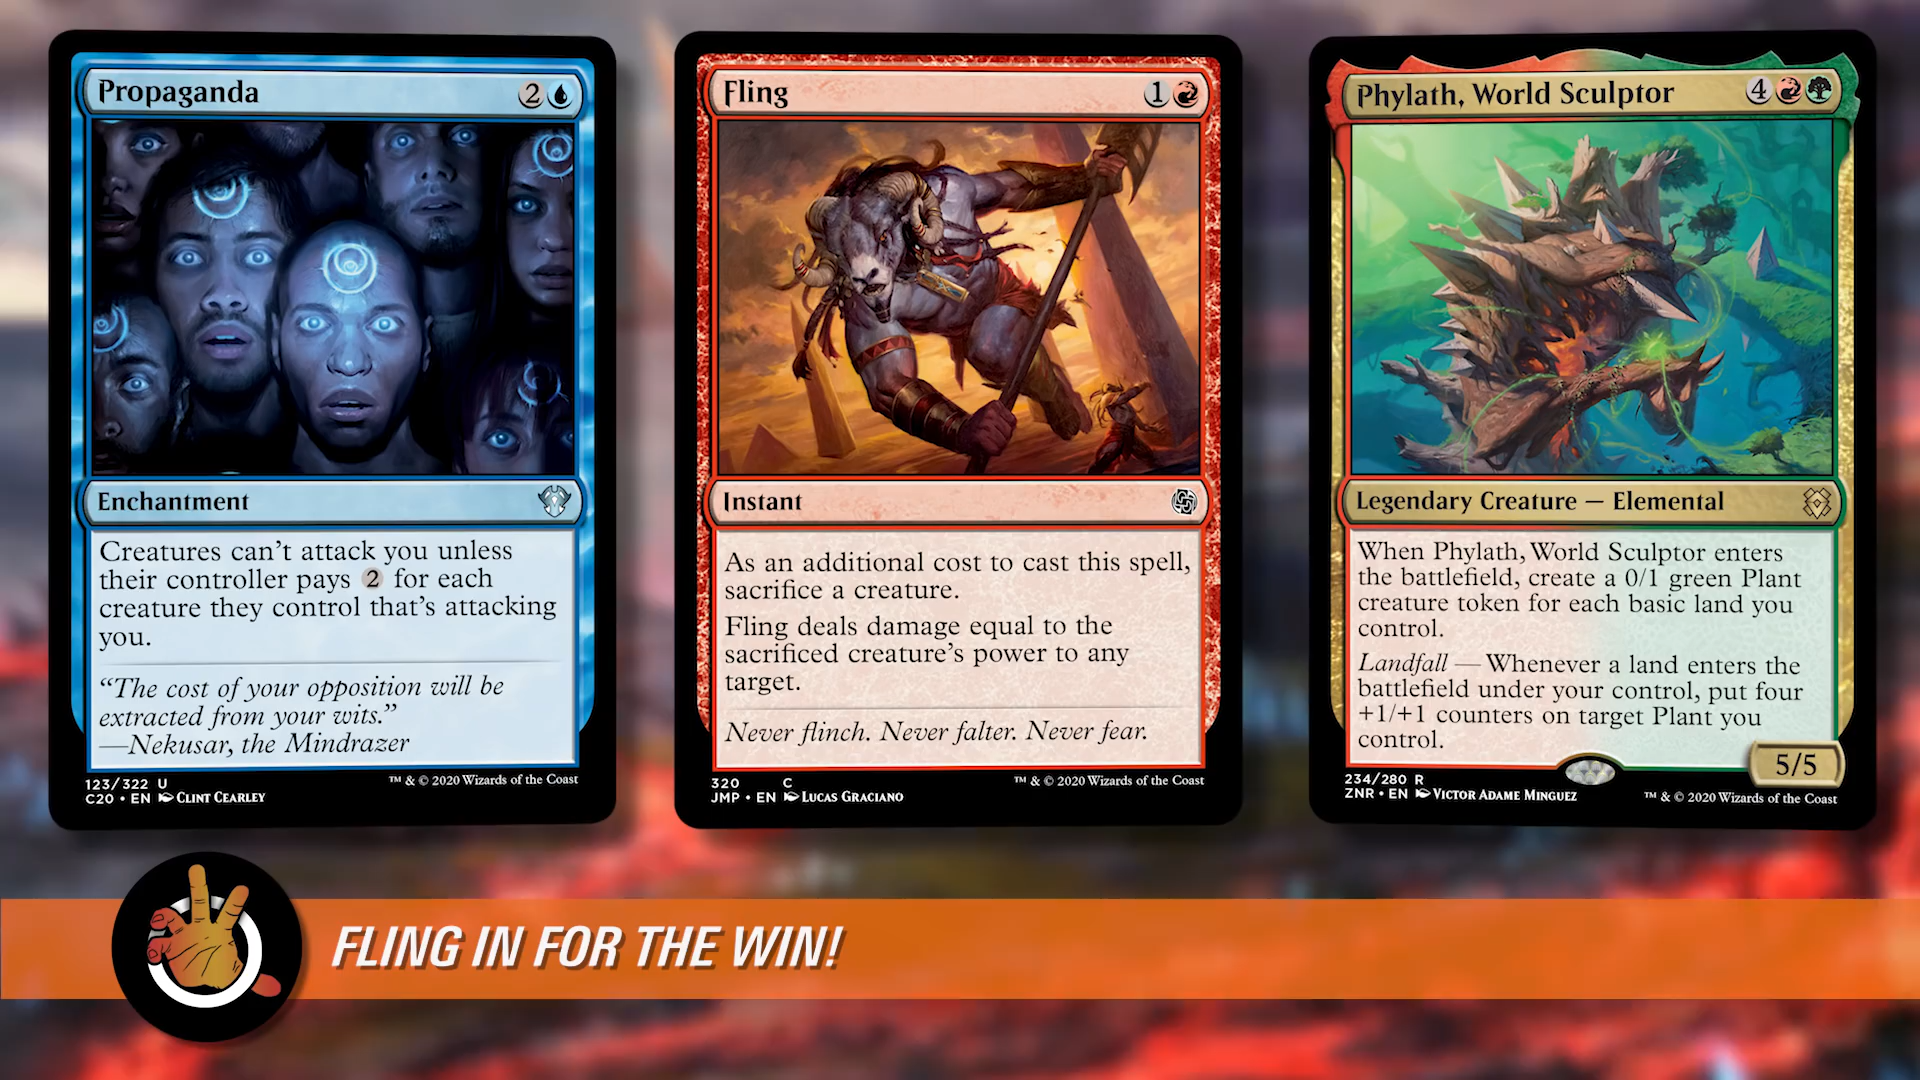 Propaganda 2
Enchantment
Creatures can't attack you unless
their controller pays 2 for each
creature they control that's attacking
you.
“The cost of your opposition will be
extracted from your wits.”
—Nekusar, the Mindrazer
123/322 U
C20 • EN Clint Cearley
™ & © 2020 Wizards of the Coast
Fling 1
Instant
As an additional cost to cast this spell,
sacrifice a creature.
Fling deals damage equal to the
sacrificed creature's power to any
target.
Never flinch. Never falter. Never fear.
320 C
JMP • EN Lucas Graciano
™ & © 2020 Wizards of the Coast
Phylath, World Sculptor 4
Legendary Creature — Elemental
When Phylath, World Sculptor enters
the battlefield, create a 0/1 green Plant
creature token for each basic land you
control.
Landfall — Whenever a land enters the
battlefield under your control, put four
+1/+1 counters on target Plant you
control.
5/5
234/280 R
ZNR • EN Victor Adame Minguez
™ & © 2020 Wizards of the Coast
FLING IN FOR THE WIN!